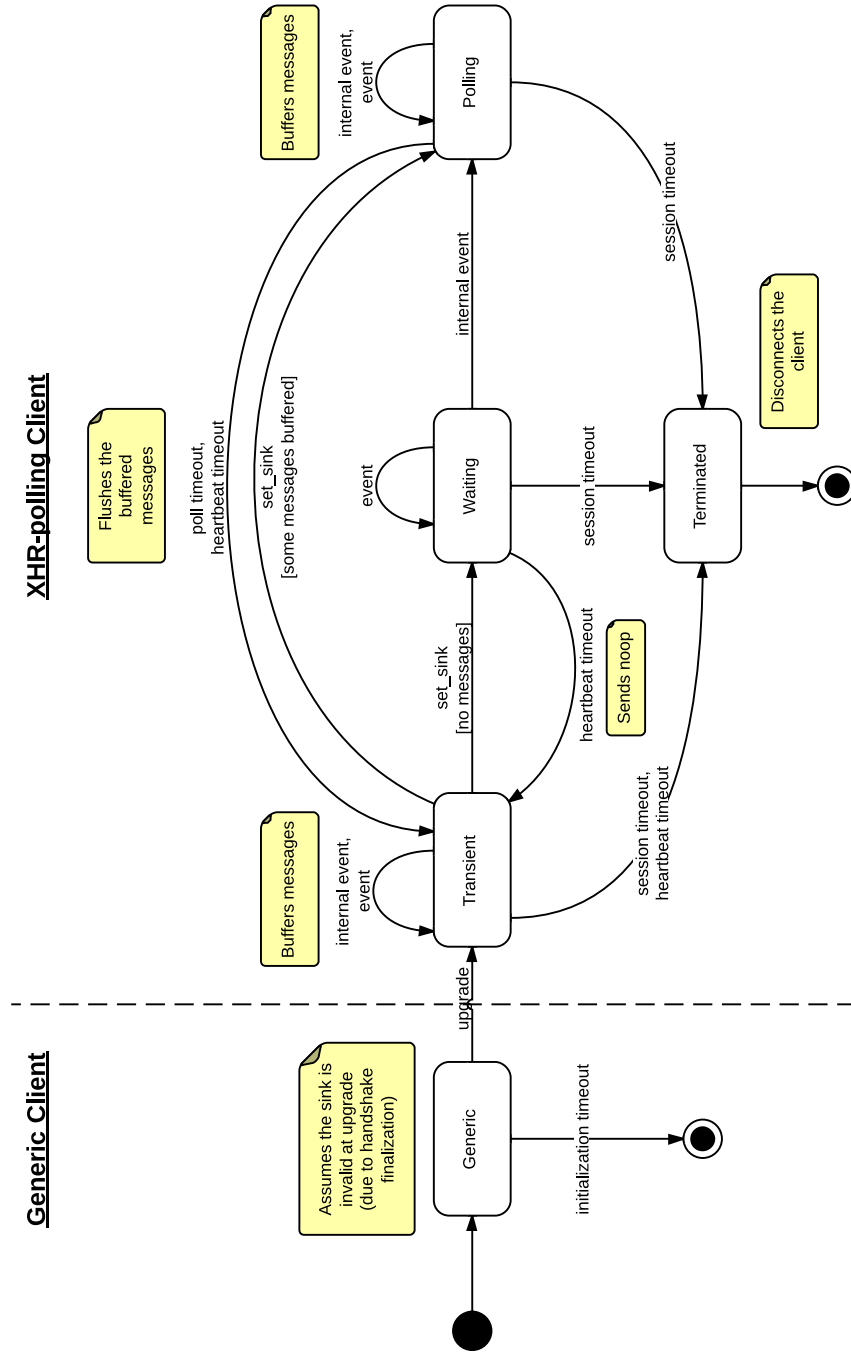 Generic Client
XHR-polling Client
Assumes the sink is
invalid at upgrade
(due to handshake
finalization)
Generic
initialization timeout
upgrade
Buffers messages
internal event,
event
Transient
session timeout,
heartbeat timeout
Flushes the
buffered
messages
poll timeout,
heartbeat timeout
set_sink
[some messages buffered]
set_sink
[no messages]
heartbeat timeout
Sends noop
event
Waiting
session timeout
Terminated
Disconnects the
client
internal event
Buffers messages
internal event,
event
Polling
session timeout